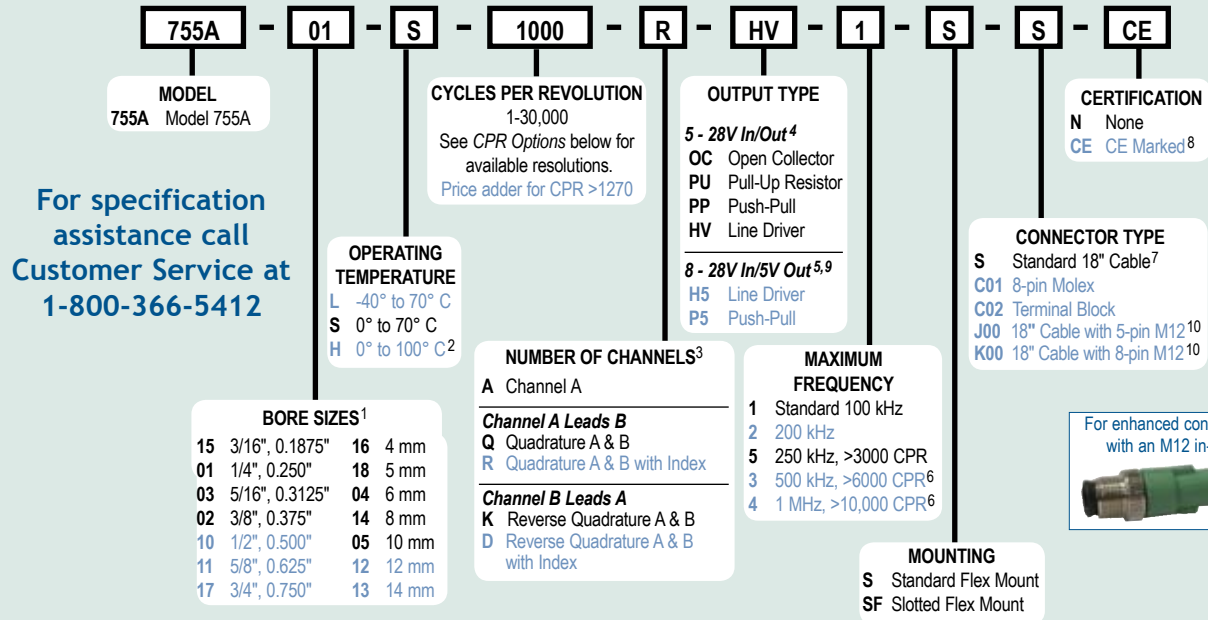 755A - 01 - S - 1000 - R - HV - 1 - S - S - CE
MODEL
755A Model 755A
For specification
assistance call
Customer Service at
1-800-366-5412
OPERATING
TEMPERATURE
L -40° to 70° C
S 0° to 70° C
H 0° to 100° C2
BORE SIZES1
15 3/16", 0.1875" 16 4 mm
01 1/4", 0.250" 18 5 mm
03 5/16", 0.3125" 04 6 mm
02 3/8", 0.375" 14 8 mm
10 1/2", 0.500" 05 10 mm
11 5/8", 0.625" 12 12 mm
17 3/4", 0.750" 13 14 mm
CYCLES PER REVOLUTION
1-30,000
See CPR Options below for
available resolutions.
Price adder for CPR >1270
NUMBER OF CHANNELS3
A Channel A
Channel A Leads B
Q Quadrature A & B
R Quadrature A & B with Index
Channel B Leads A
K Reverse Quadrature A & B
D Reverse Quadrature A & B
with Index
OUTPUT TYPE
5 - 28V In/Out4
OC Open Collector
PU Pull-Up Resistor
PP Push-Pull
HV Line Driver
8 - 28V In/5V Out5,9
H5 Line Driver
P5 Push-Pull
MAXIMUM
FREQUENCY
1 Standard 100 kHz
2 200 kHz
5 250 kHz, >3000 CPR
3 500 kHz, >6000 CPR6
4 1 MHz, >10,000 CPR6
MOUNTING
S Standard Flex Mount
SF Slotted Flex Mount
CONNECTOR TYPE
S Standard 18" Cable7
C01 8-pin Molex
C02 Terminal Block
J00 18" Cable with 5-pin M1210
K00 18" Cable with 8-pin M1210
CERTIFICATION
N None
CE CE Marked8
For enhanced con
with an M12 in-